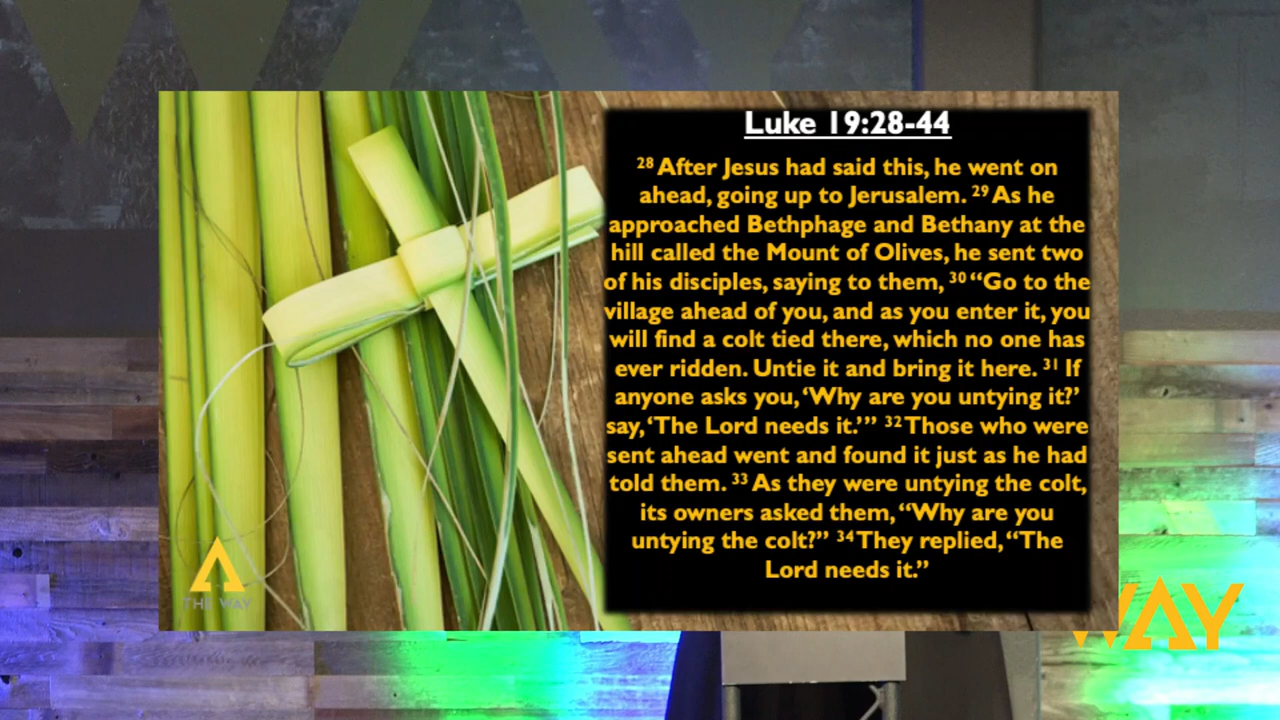 Luke 19:28-44
28 After Jesus had said this, he went on
ahead, going up to Jerusalem. 29 As he
approached Bethphage and Bethany at the
hill called the Mount of Olives, he sent two
of his disciples, saying to them, 30 “Go to the
village ahead of you, and as you enter it, you
will find a colt tied there, which no one has
ever ridden. Untie it and bring it here. 31 If
anyone asks you, ‘Why are you untying it?’
say, ‘The Lord needs it.’” 32 Those who were
sent ahead went and found it just as he had
told them. 33 As they were untying the colt,
its owners asked them, “Why are you
untying the colt?” 34 They replied, “The
Lord needs it.”
THE WAY
WAY